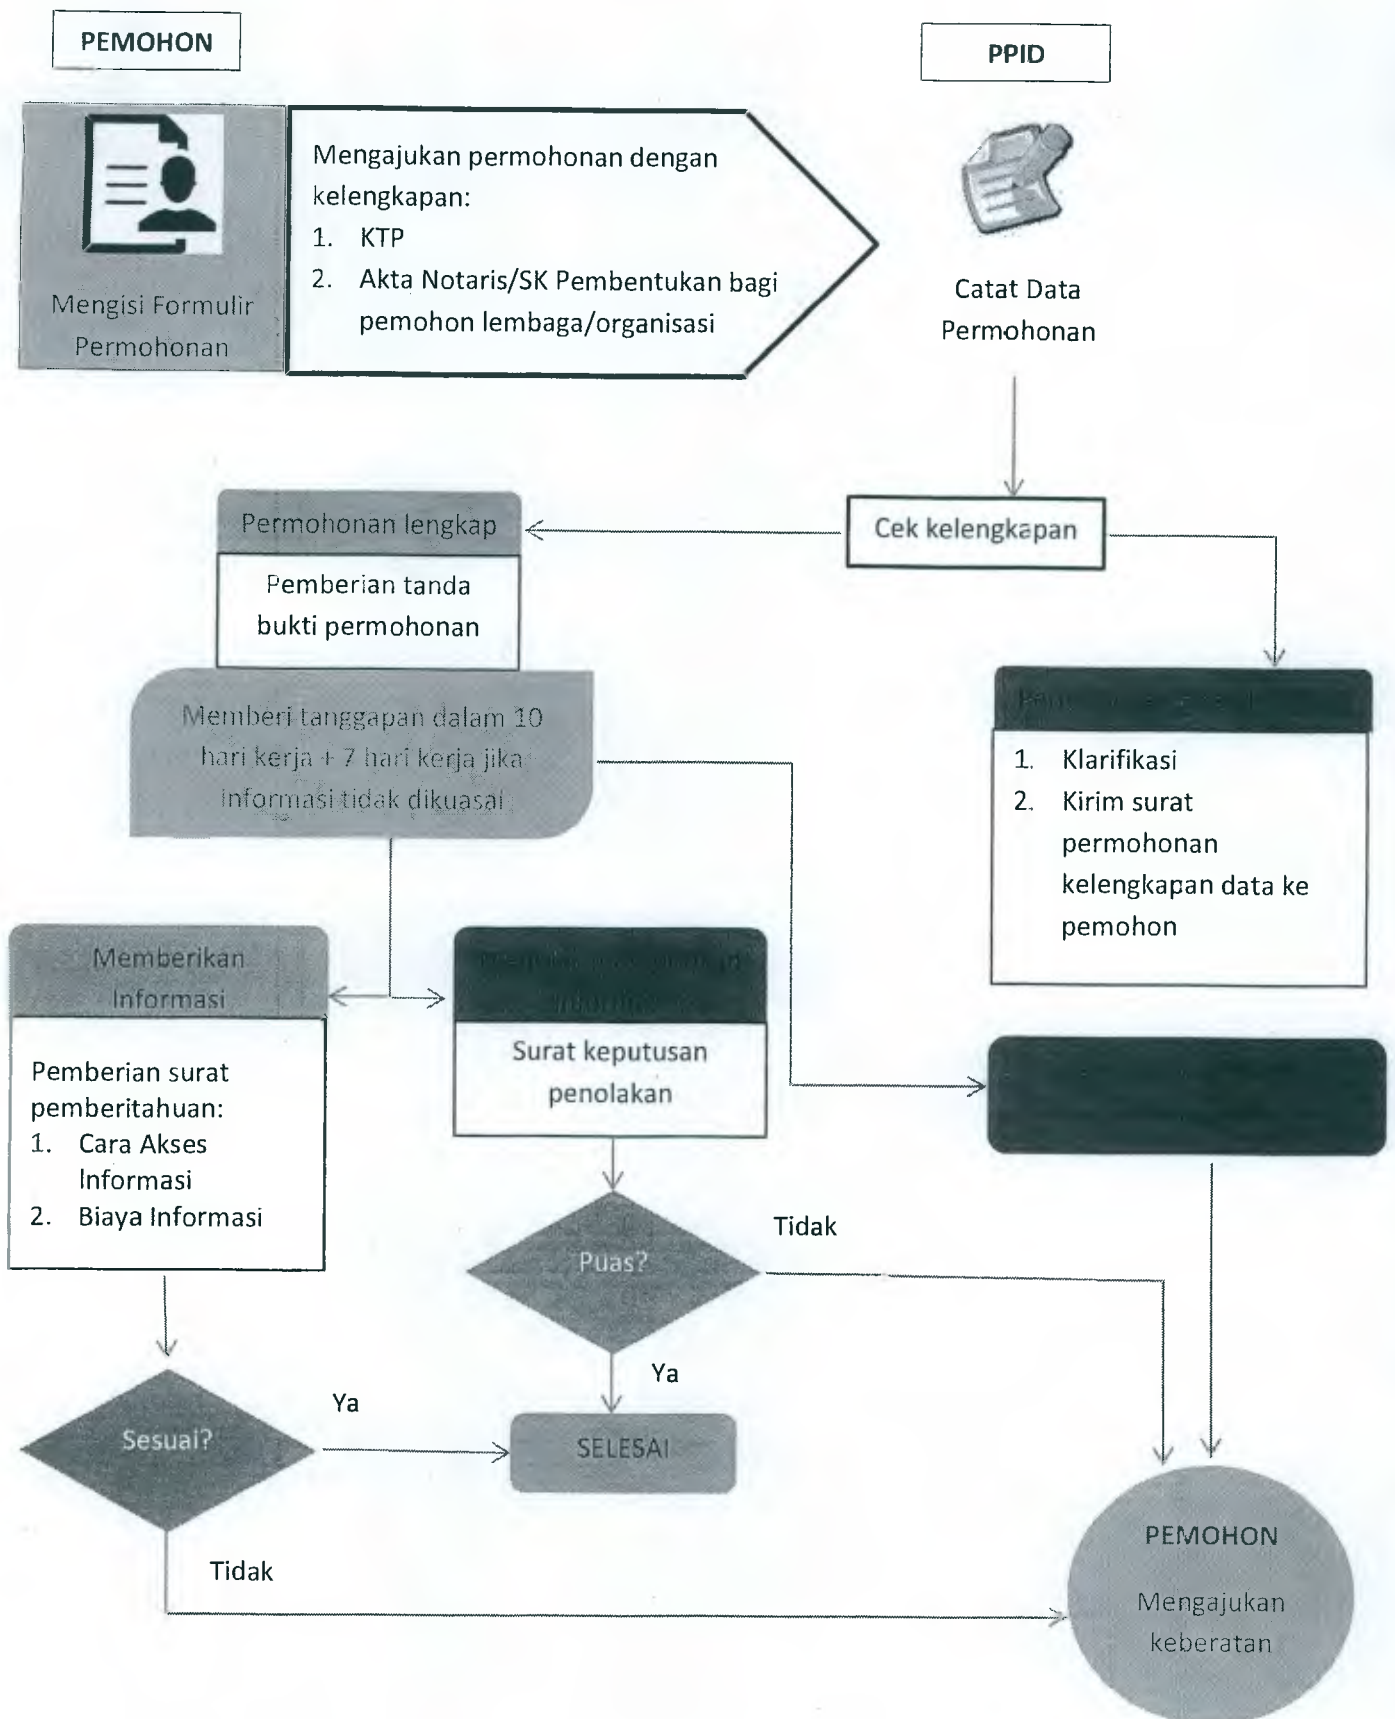 PEMOHON
PPID
Mengisi Formulir
Permohonan
Mengajukan permohonan dengan
kelengkapan:
1. KTP
2. Akta Notaris/SK Pembentukan bagi
pemohon lembaga/organisasi
Catat Data
Permohonan
Cek kelengkapan
Permohonan lengkap
Pemberian tanda
bukti permohonan
Memberi tanggapan dalam 10
hari kerja + 7 hari kerja jika
informasi tidak dikuasai
1. Klarifikasi
2. Kirim surat
permohonan
kelengkapan data ke
pemohon
Memberikan
Informasi
Pemberian surat
pemberitahuan:
1. Cara Akses
Informasi
2. Biaya Informasi
Surat keputusan
penolakan
Puas?
Tidak
Ya
Sesuai?
Ya
SELESAI
Tidak
PEMOHON
Mengajukan
keberatan